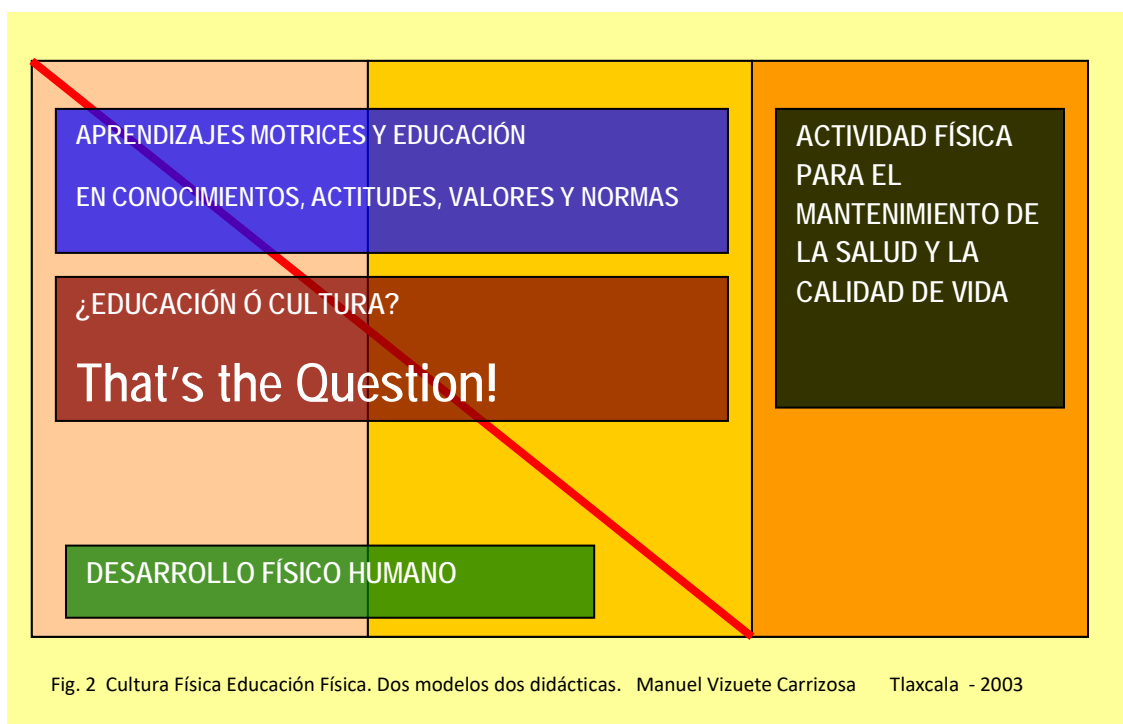 APRENDIZAJES MOTRICES Y EDUCACIÓN
EN CONOCIMIENTOS, ACTITUDES, VALORES Y NORMAS
¿EDUCACIÓN Ó CULTURA?
That's the Question!
DESARROLLO FÍSICO HUMANO
ACTIVIDAD FÍSICA
PARA EL
MANTENIMIENTO DE
LA SALUD Y LA
CALIDAD DE VIDA
Fig. 2 Cultura Física Educación Física. Dos modelos dos didácticas. Manuel Vizuete Carrizosa Tlaxcala - 2003